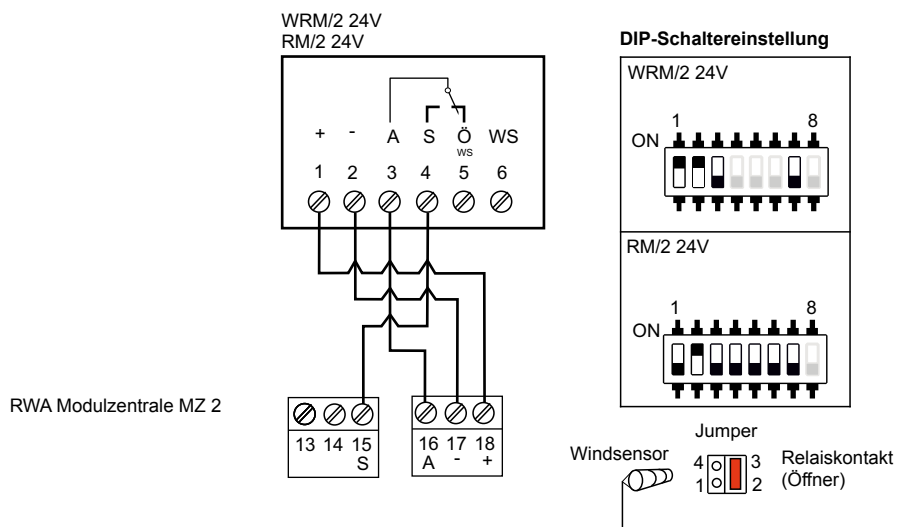 WRM/2 24V
RM/2 24V
+ - A S Ö WS
WS
1 2 3 4 5 6
RWA Modulzentrale MZ 2
13 14 15
S
16 17 18
A - +
DIP-Schaltereinstellung
WRM/2 24V
1 8
ON
RM/2 24V
1 8
ON
Jumper
Windsensor
4 3 Relaiskontakt
1 2 (Öffner)